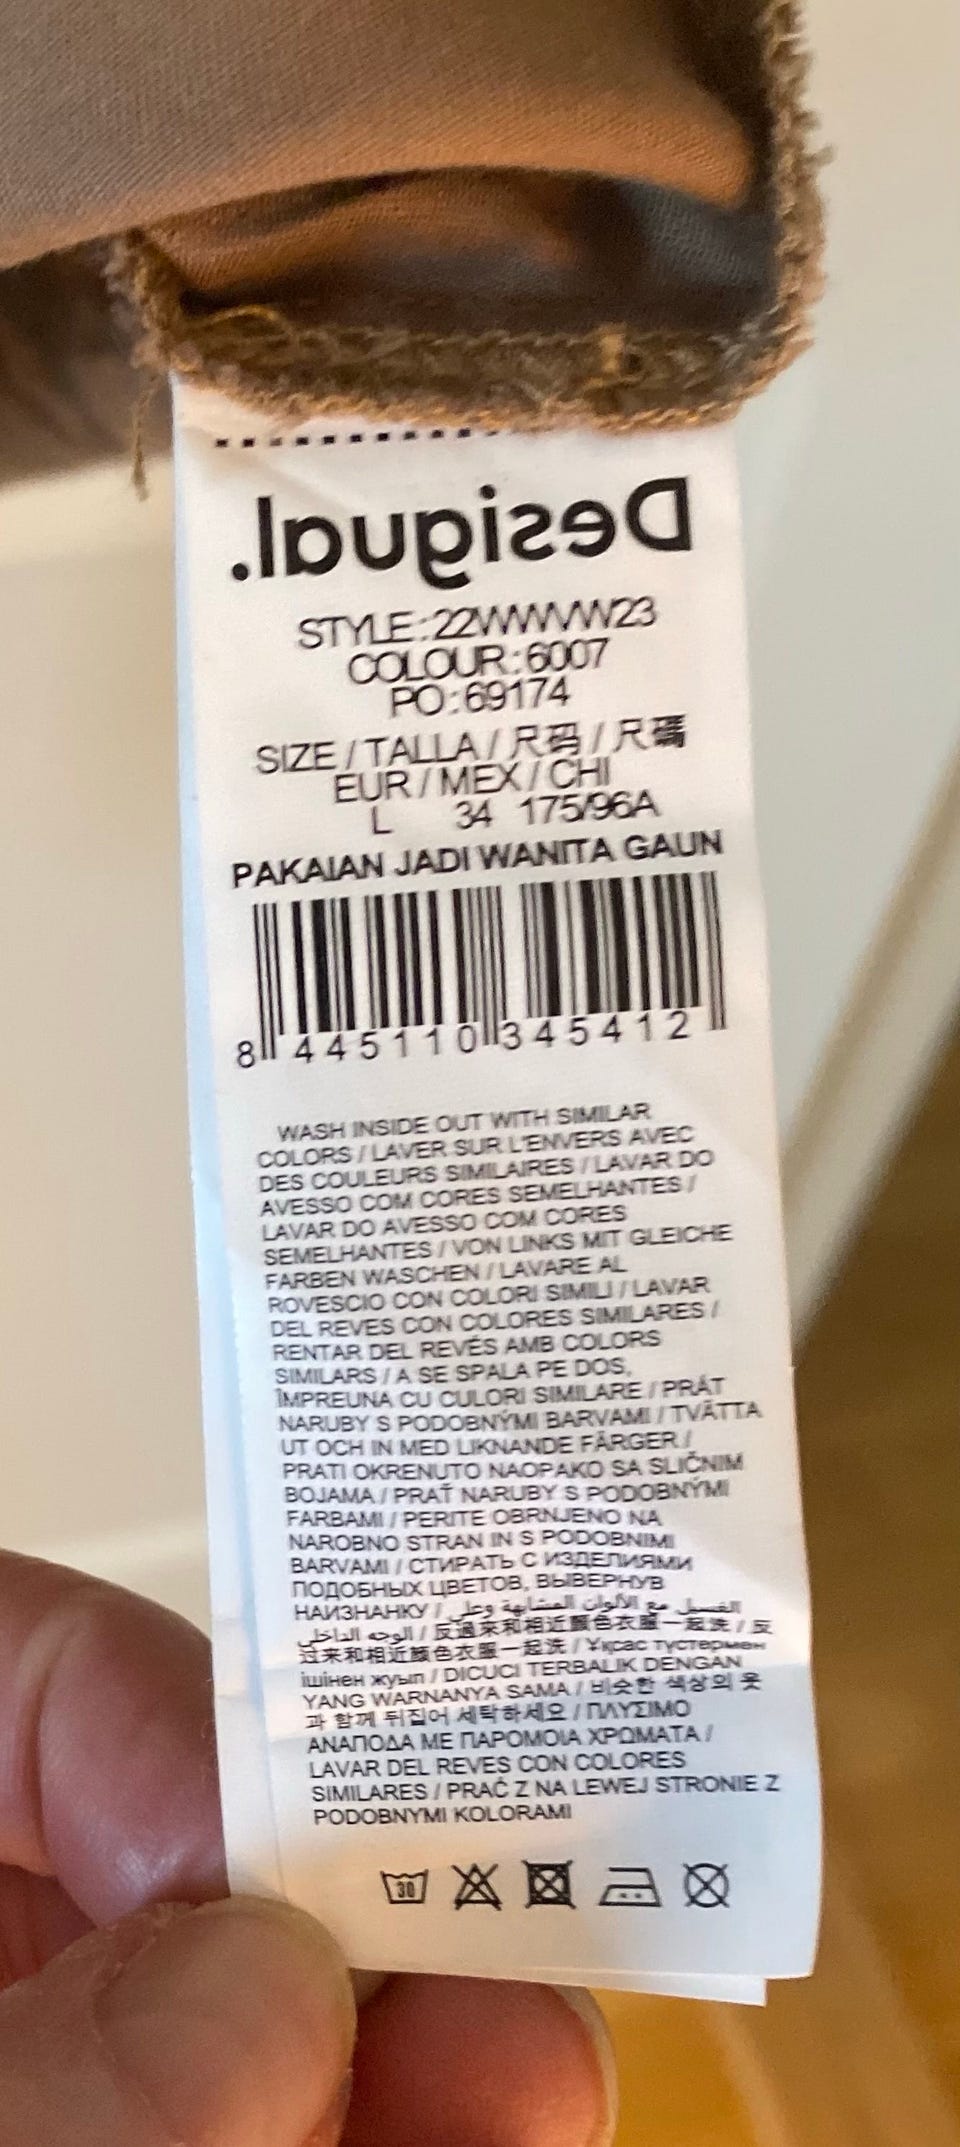 Desigual.
STYLE:22WWVW23
COLOUR:6007
PO:69174
SIZE / TALLA / 尺码 / 尺碼
EUR / MEX / CHI
L 34 175/96A
PAKAIAN JADI WANITA GAUN
8 445110 345412
WASH INSIDE OUT WITH SIMILAR
COLORS / LAVER SUR L'ENVERS AVEC
DES COULEURS SIMILAIRES / LAVAR DO
AVESSO COM CORES SEMELHANTES /
LAVAR DO AVESSO COM CORES
SEMELHANTES / VON LINKS MIT GLEICHE
FARBEN WASCHEN / LAVARE AL
ROVESCIO CON COLORI SIMILI / LAVAR
DEL REVES CON COLORES SIMILARES /
RENTAR DEL REVÉS AMB COLORS
SIMILARS / A SE SPALA PE DOS,
ÎMPREUNA CU CULORI SIMILARE / PRÁT
NARUBY S PODOBNÝMI BARVAMI / TVÄTTA
UT OCH IN MED LIKNANDE FÄRGER /
PRATI OKRENUTO NAOPAKO SA SLIČNIM
BOJAMA / PRAŤ NARUBY S PODOBNÝMI
FARBAMI / PERITE OBRNJENO NA
NAROBNO STRAN IN S PODOBNIMI
BARVAMI / СТИРАТЬ С ИЗДЕЛИЯМИ
ПОДОБНЫХ ЦВЕТОВ, ВЫВЕРНУВ
НАИЗНАНКУ / الغسيل مع الألوان المشابهة وعلى
الوجه الداخلي / 反過來和相近顏色衣服一起洗 / 反
过来和相近颜色衣服一起洗 / Ұқсас түстермен
ішінен жуып / DICUCI TERBALIK DENGAN
YANG WARNANYA SAMA / 비슷한 색상의 옷
과 함께 뒤집어 세탁하세요 / ΠΛΥΣΙΜΟ
ΑΝΑΠΟΔΑ ΜΕ ΠΑΡΟΜΟΙΑ ΧΡΩΜΑΤΑ /
LAVAR DEL REVES CON COLORES
SIMILARES / PRAĆ Z NA LEWEJ STRONIE Z
PODOBNYMI KOLORAMI
30